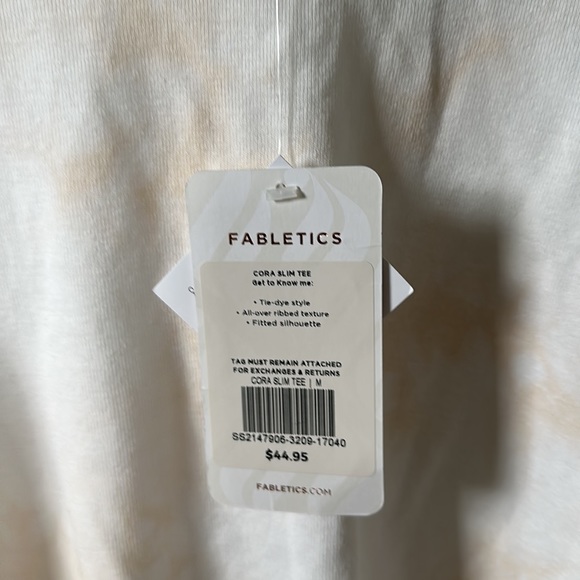 FABLETICS
CORA SLIM TEE
Get to Know me:
• Tie-dye style
• All-over ribbed texture
• Fitted silhouette
TAG MUST REMAIN ATTACHED
FOR EXCHANGES & RETURNS
CORA SLIM TEE | M
SS2147906-3209-17040
$44.95
FABLETICS.COM